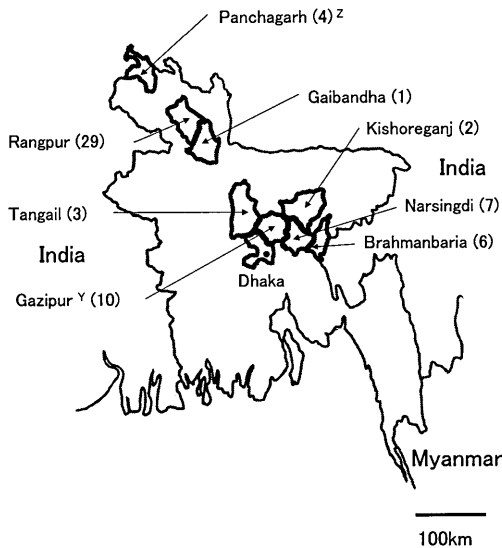 Panchagarh (4) Z
Gaibandha (1)
Kishoreganj (2)
Rangpur (29)
India
Narsingdi (7)
Tangail (3)
Brahmanbaria (6)
India
Dhaka
Gazipur Y (10)
Myanmar
100km